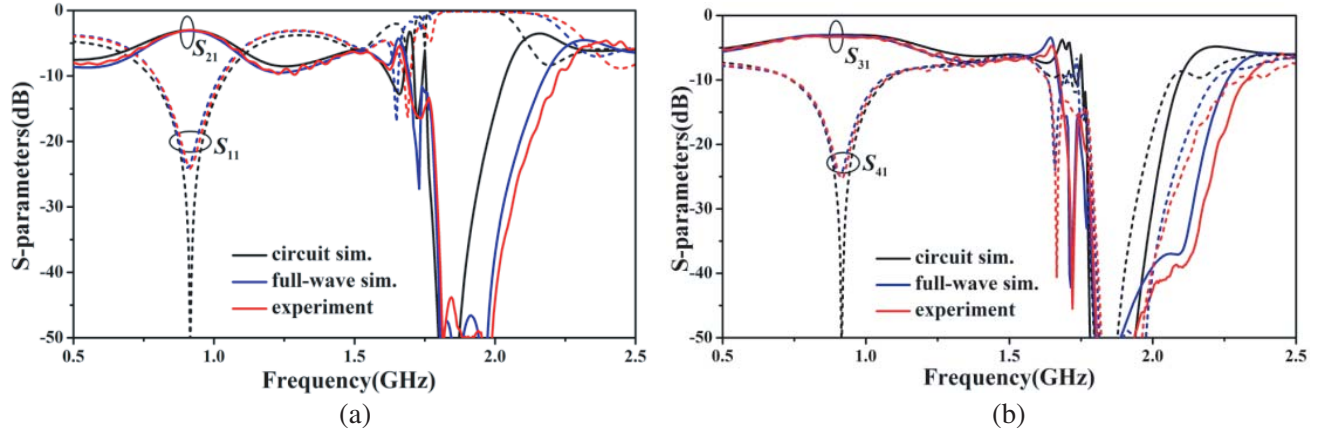 0
-10
-20
-30
-40
-50
S-parameters(dB)
S21
S11
circuit sim.
full-wave sim.
experiment
0.5 1.0 1.5 2.0 2.5
Frequency(GHz)
(a)
0
-10
-20
-30
-40
-50
S-parameters(dB)
S31
S41
circuit sim.
full-wave sim.
experiment
0.5 1.0 1.5 2.0 2.5
Frequency(GHz)
(b)